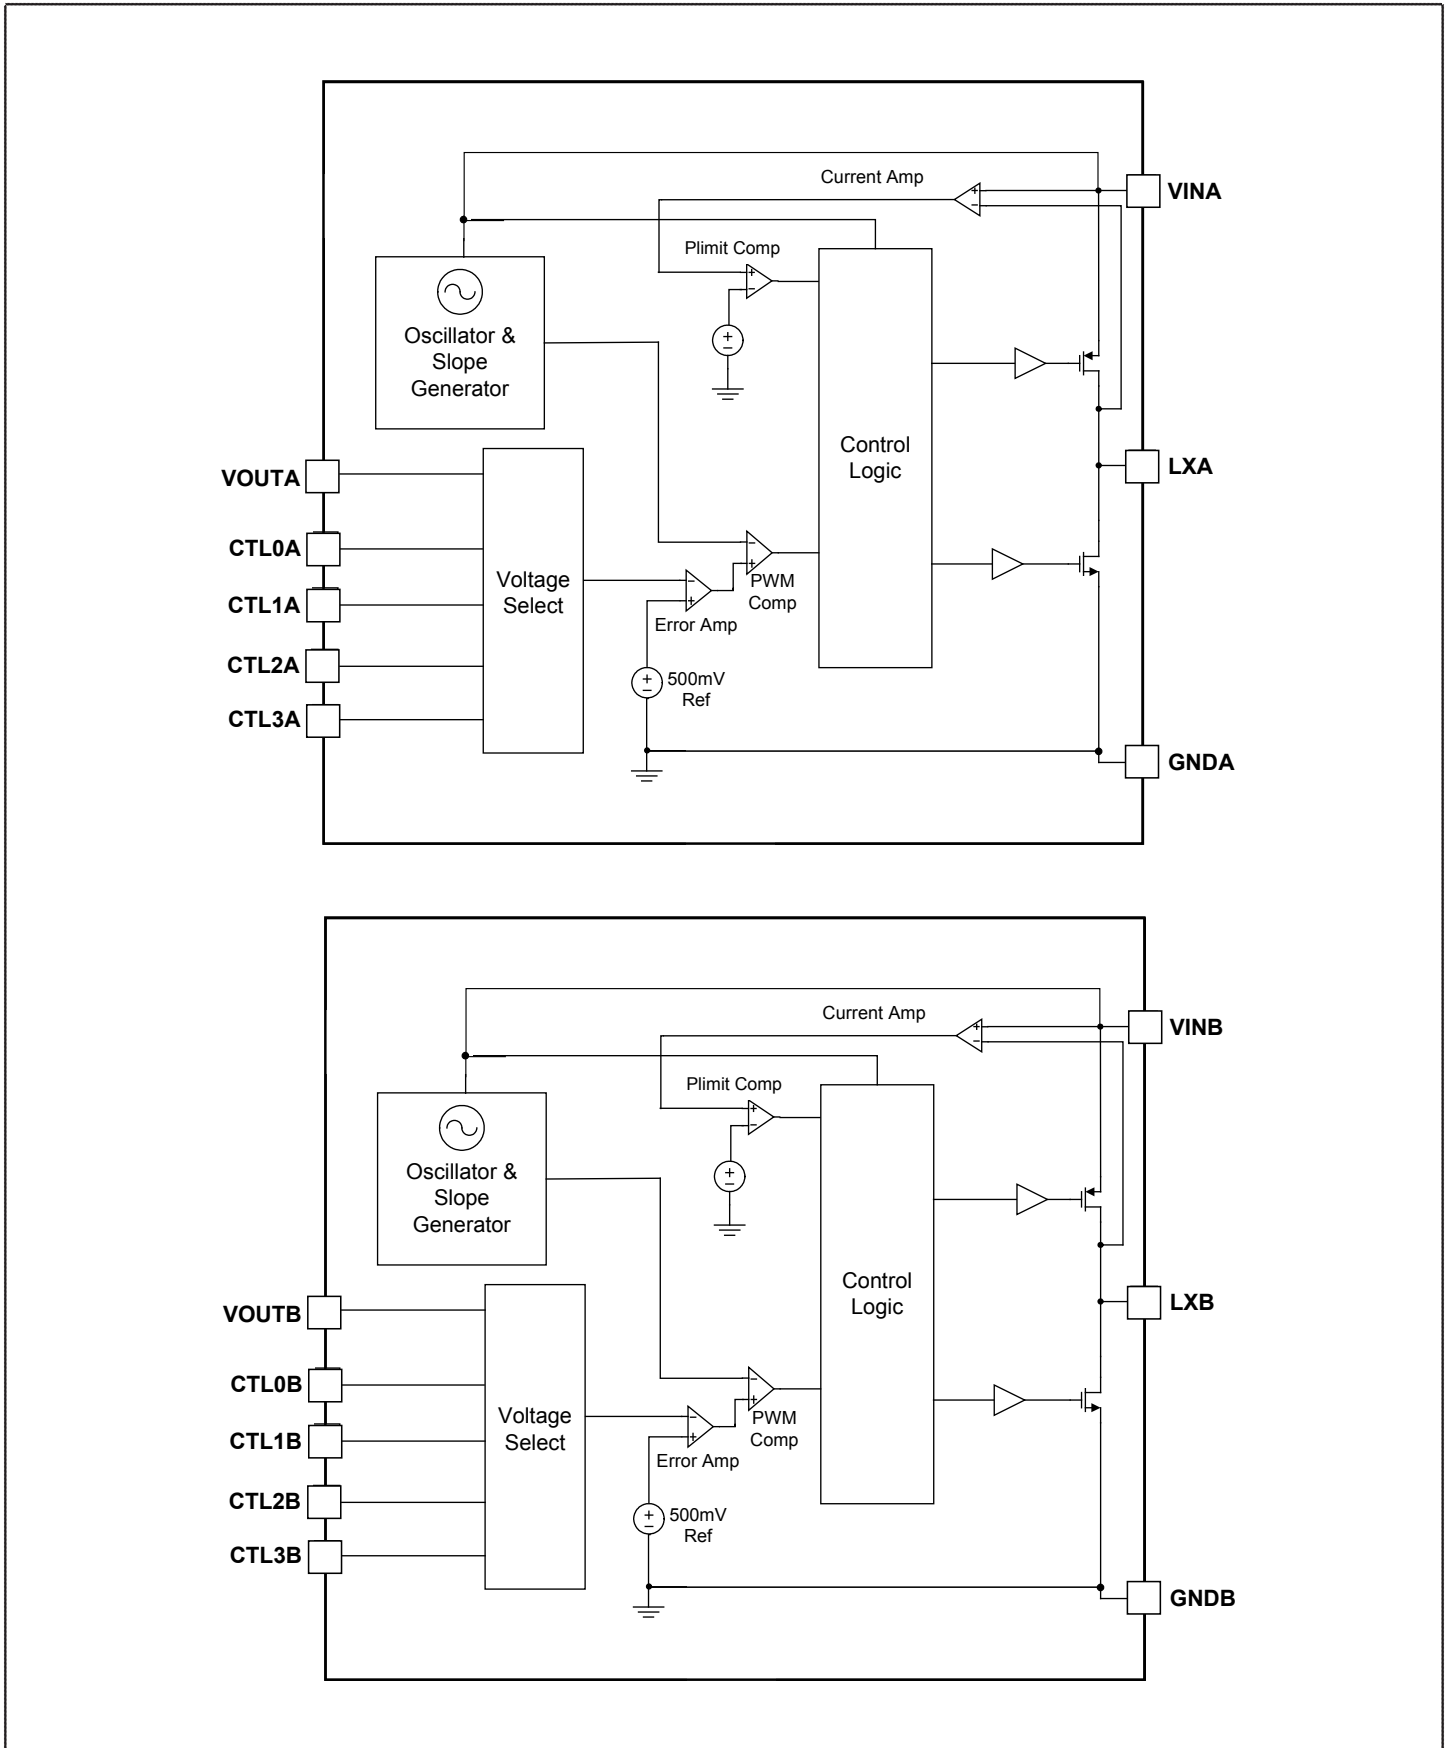 Current Amp
VINA
Plimit Comp
+
−
+
−
Oscillator &
Slope
Generator
+
−
Control
Logic
VOUTA
LXA
CTL0A
CTL1A
CTL2A
CTL3A
Voltage
Select
−
+
PWM
Comp
−
+
Error Amp
+
−
500mV
Ref
GNDA
Current Amp
VINB
Plimit Comp
+
−
+
−
Oscillator &
Slope
Generator
+
−
Control
Logic
VOUTB
LXB
CTL0B
CTL1B
CTL2B
CTL3B
Voltage
Select
−
+
PWM
Comp
−
+
Error Amp
+
−
500mV
Ref
GNDB